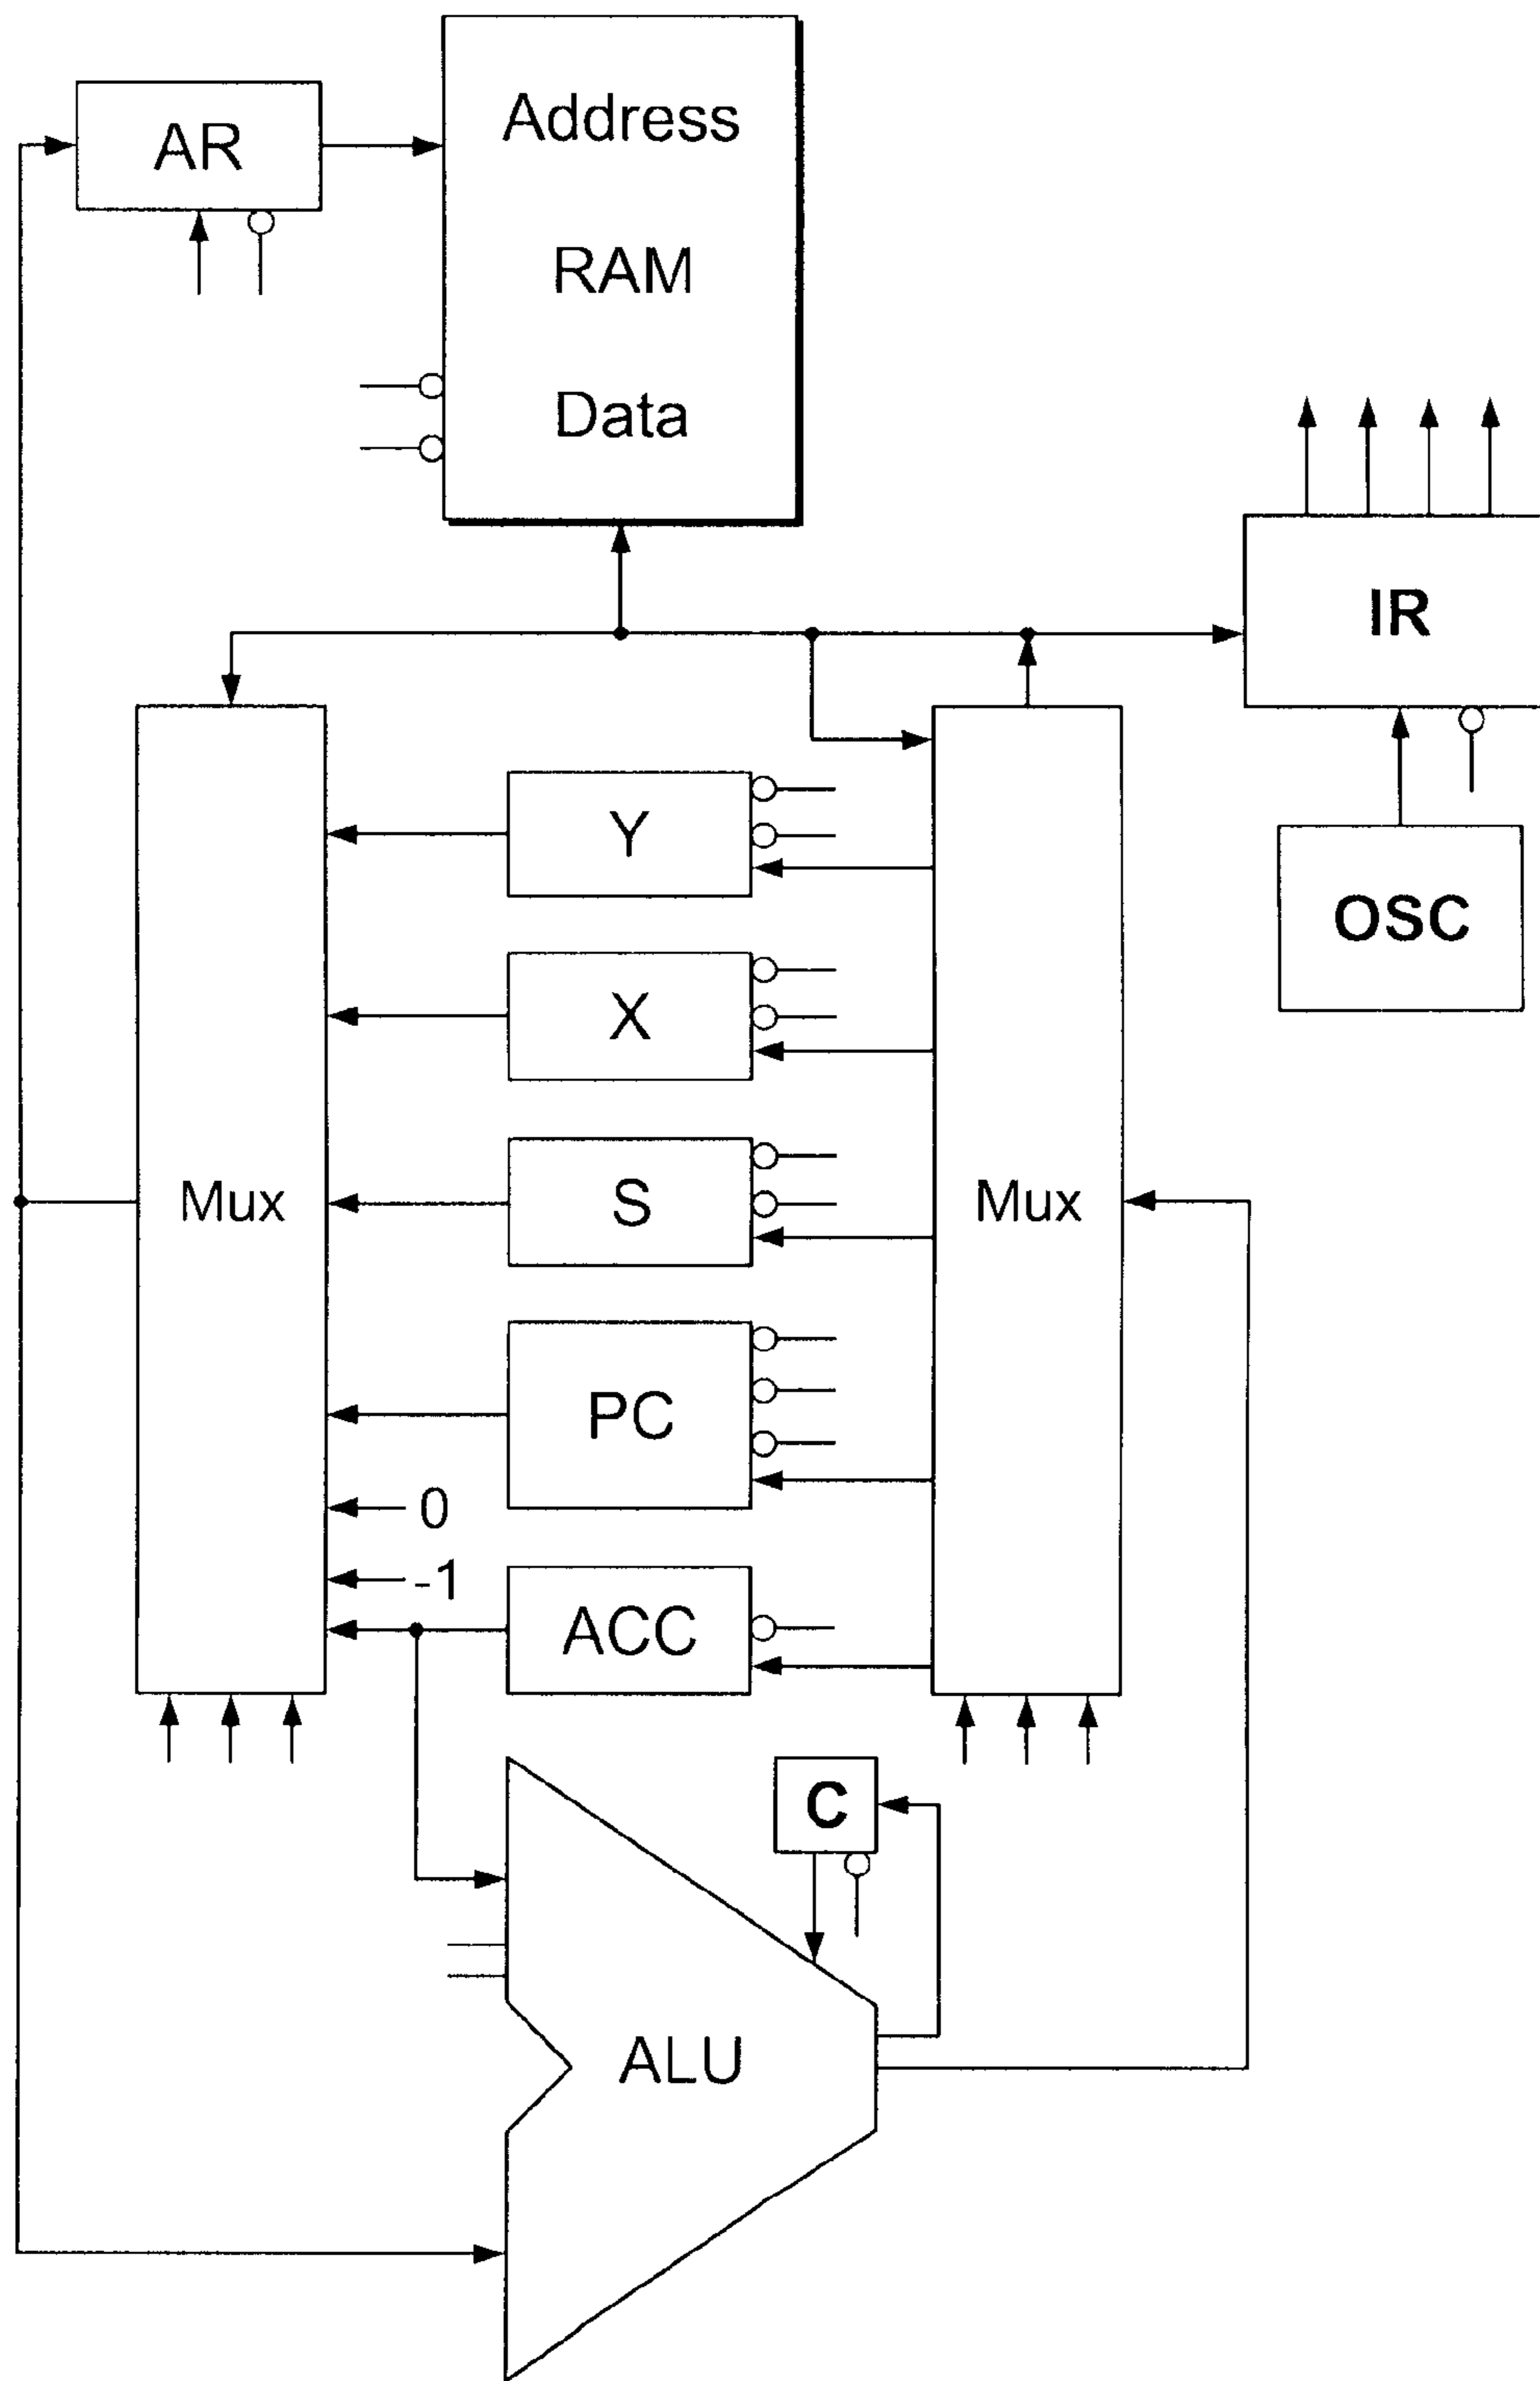 AR
Address
RAM
Data
IR
OSC
Y
X
Mux
S
Mux
PC
0
-1
ACC
C
ALU